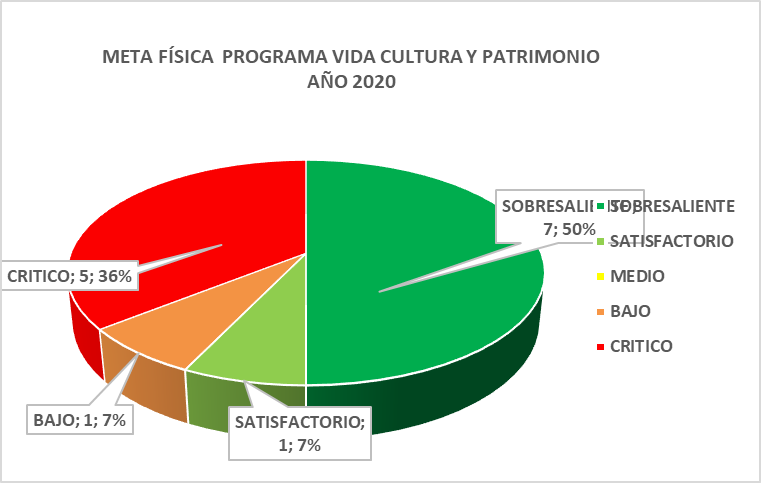 META FÍSICA  PROGRAMA VIDA CULTURA Y PATRIMONIO
AÑO 2020
SOBRESALIENTE;
7; 50%
CRITICO; 5; 36%
BAJO; 1; 7%
SATISFACTORIO;
1; 7%
SOBRESALIENTE
SATISFACTORIO
MEDIO
BAJO
CRITICO